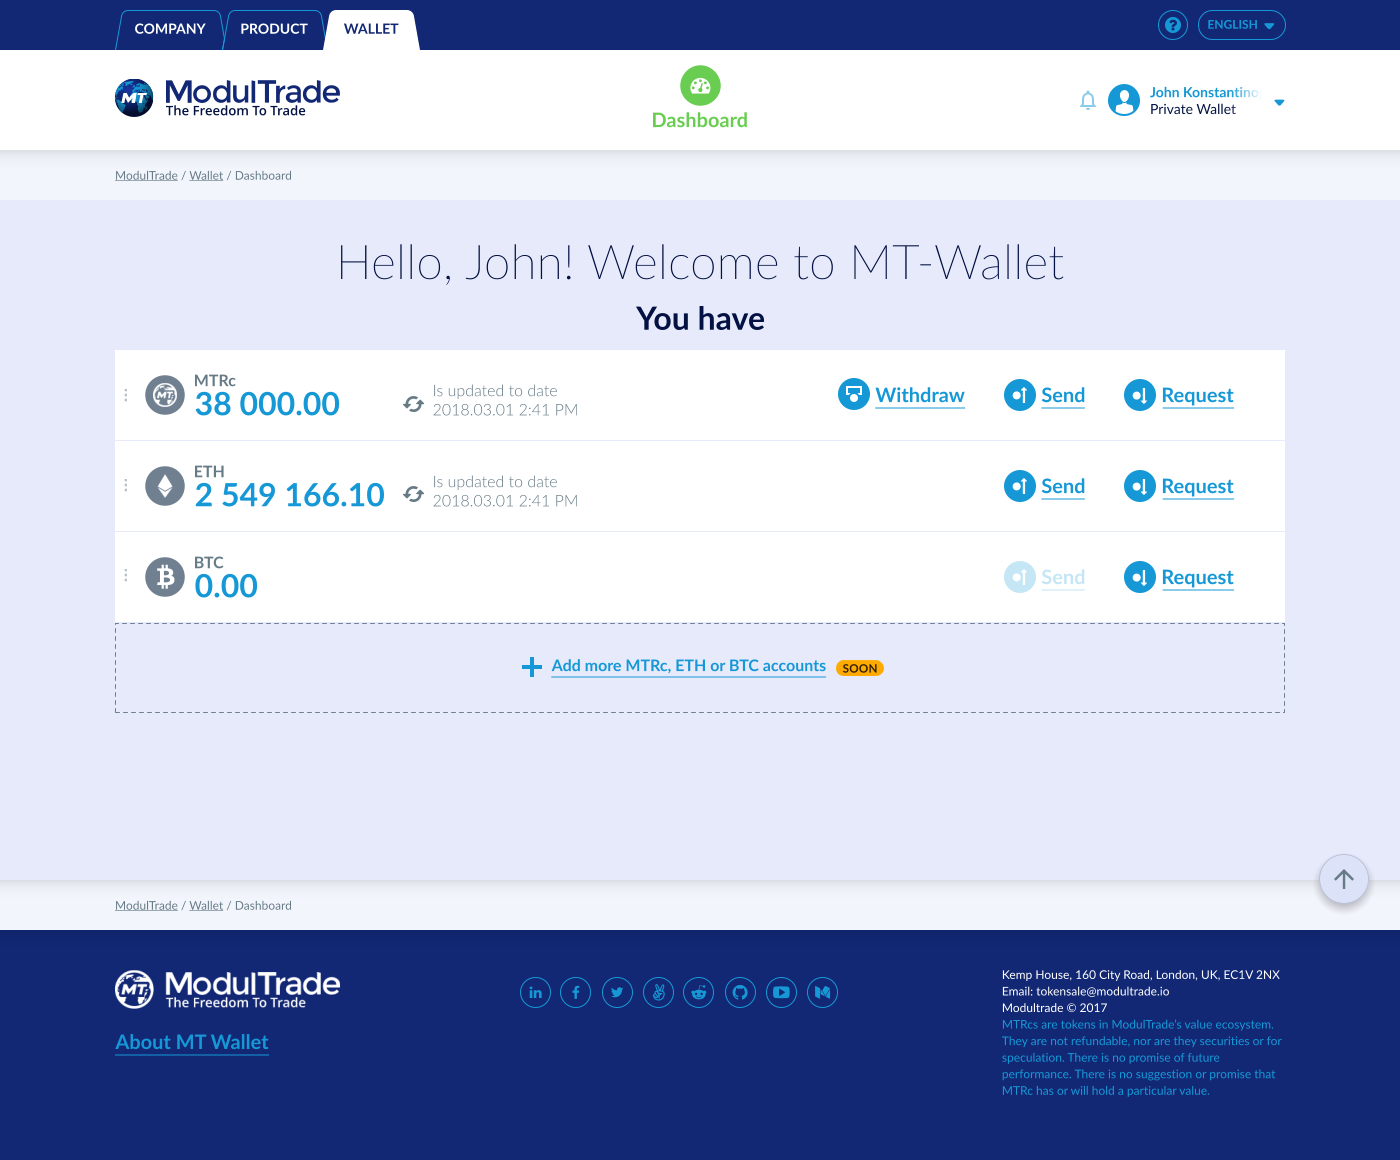 COMPANY PRODUCT WALLET ENGLISH
MT ModulTrade
The Freedom To Trade
Dashboard
John Konstantino
Private Wallet
ModulTrade / Wallet / Dashboard
Hello, John! Welcome to MT-Wallet
You have
MTRc
38 000.00
Is updated to date
2018.03.01 2:41 PM
Withdraw Send Request
ETH
2 549 166.10
Is updated to date
2018.03.01 2:41 PM
Send Request
BTC
0.00
Send Request
Add more MTRc, ETH or BTC accounts SOON
ModulTrade / Wallet / Dashboard
MT ModulTrade
The Freedom To Trade
About MT Wallet
Kemp House, 160 City Road, London, UK, EC1V 2NX
Email: tokensale@modultrade.io
Modultrade © 2017
MTRcs are tokens in ModulTrade's value ecosystem.
They are not refundable, nor are they securities or for
speculation. There is no promise of future
performance. There is no suggestion or promise that
MTRc has or will hold a particular value.